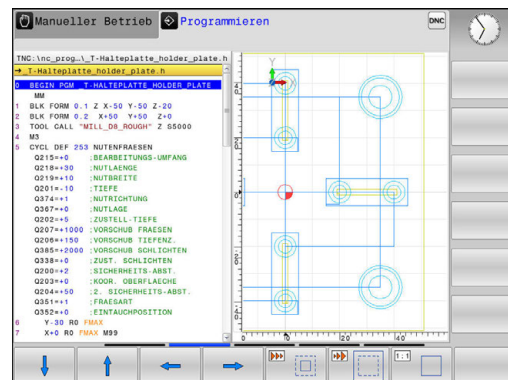 Manueller Betrieb
Programmieren
DNC
TNC:\nc_prog…\_T-Halteplatte_holder_plate.h
→_T-Halteplatte_holder_plate.h
0 BEGIN PGM _T-HALTEPLATTE_HOLDER_PLATE
MM
1 BLK FORM 0.1 Z X-50 Y-50 Z-20
2 BLK FORM 0.2 X+50 Y+50 Z+0
3 TOOL CALL "MILL_D8_ROUGH" Z S5000
4 M3
5 CYCL DEF 253 NUTENFRAESEN
Q215=+0 ;BEARBEITUNGS-UMFANG
Q218=+30 ;NUTLAENGE
Q219=+10 ;NUTBREITE
Q201=-10 ;TIEFE
Q374=+1 ;NUTRICHTUNG
Q367=+0 ;NUTLAGE
Q202=+5 ;ZUSTELL-TIEFE
Q207=+1000 ;VORSCHUB FRAESEN
Q206=+150 ;VORSCHUB TIEFENZ.
Q385=+2000 ;VORSCHUB SCHLICHTEN
Q338=+0 ;ZUST. SCHLICHTEN
Q200=+2 ;SICHERHEITS-ABST.
Q203=+0 ;KOOR. OBERFLAECHE
Q204=+50 ;2. SICHERHEITS-ABST.
Q351=+1 ;FRAESART
Q352=+0 ;EINTAUCHPOSITION
6 Y-30 R0 FMAX
7 X+0 R0 FMAX M99
Y
X
0
20
40
1:1